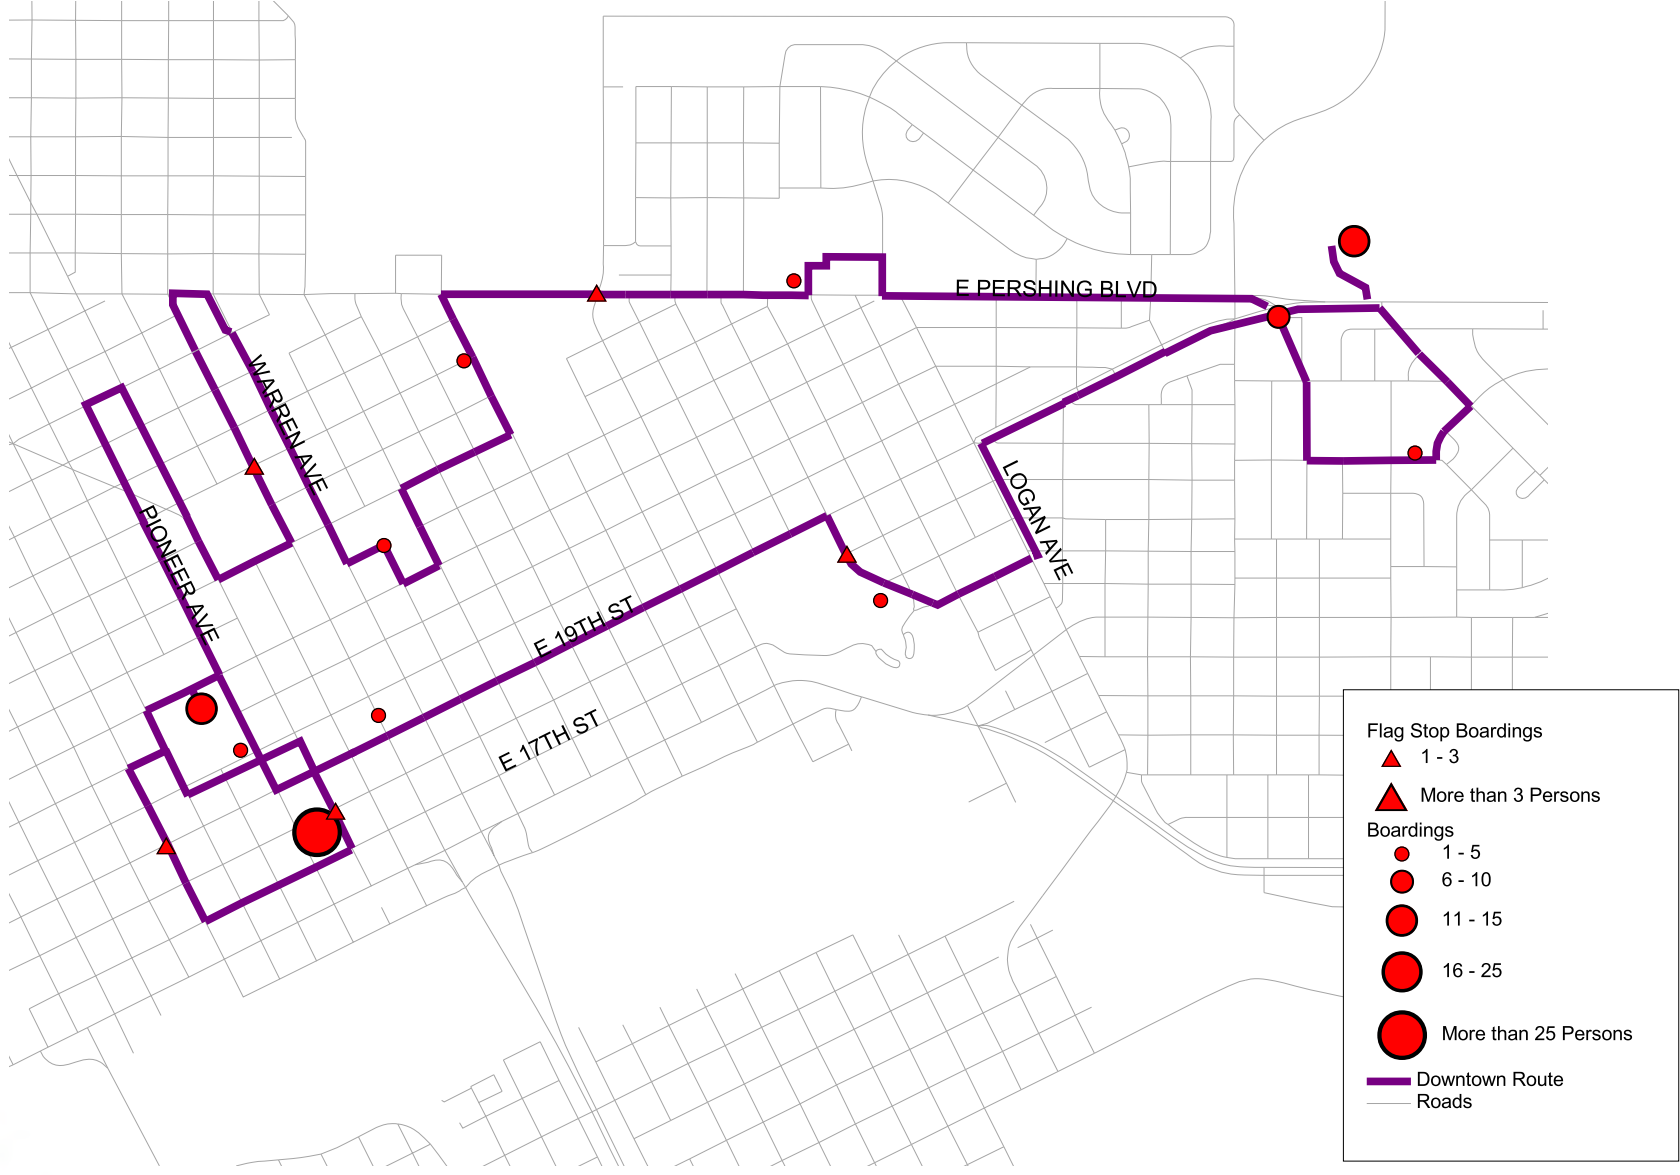 E PERSHING BLVD
WARREN AVE
PIONEER AVE
LOGAN AVE
E 19TH ST
E 17TH ST
Flag Stop Boardings
1 - 3
More than 3 Persons
Boardings
1 - 5
6 - 10
11 - 15
16 - 25
More than 25 Persons
Downtown Route
Roads